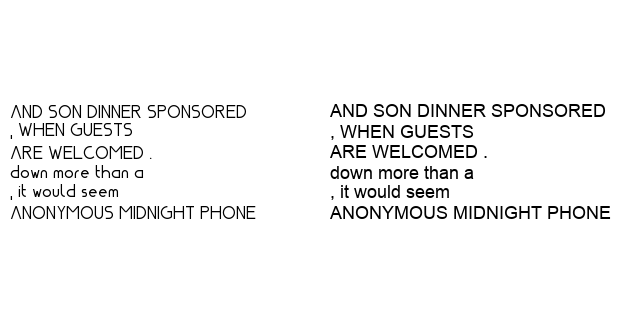 AND SON DINNER SPONSORED
, WHEN GUESTS
ARE WELCOMED .
down more than a
, it would seem
ANONYMOUS MIDNIGHT PHONE
AND SON DINNER SPONSORED
, WHEN GUESTS
ARE WELCOMED .
down more than a
, it would seem
ANONYMOUS MIDNIGHT PHONE